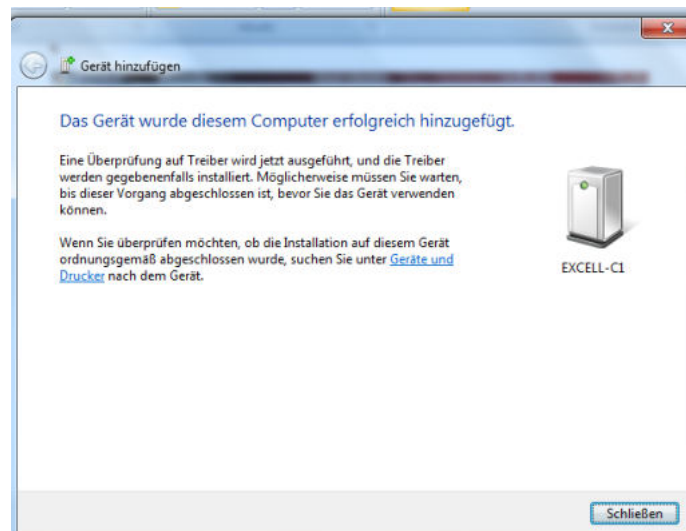 Gerät hinzufügen
Das Gerät wurde diesem Computer erfolgreich hinzugefügt.
Eine Überprüfung auf Treiber wird jetzt ausgeführt, und die Treiber
werden gegebenenfalls installiert. Möglicherweise müssen Sie warten,
bis dieser Vorgang abgeschlossen ist, bevor Sie das Gerät verwenden
können.
Wenn Sie überprüfen möchten, ob die Installation auf diesem Gerät
ordnungsgemäß abgeschlossen wurde, suchen Sie unter Geräte und
Drucker nach dem Gerät.
EXCELL-C1
Schließen